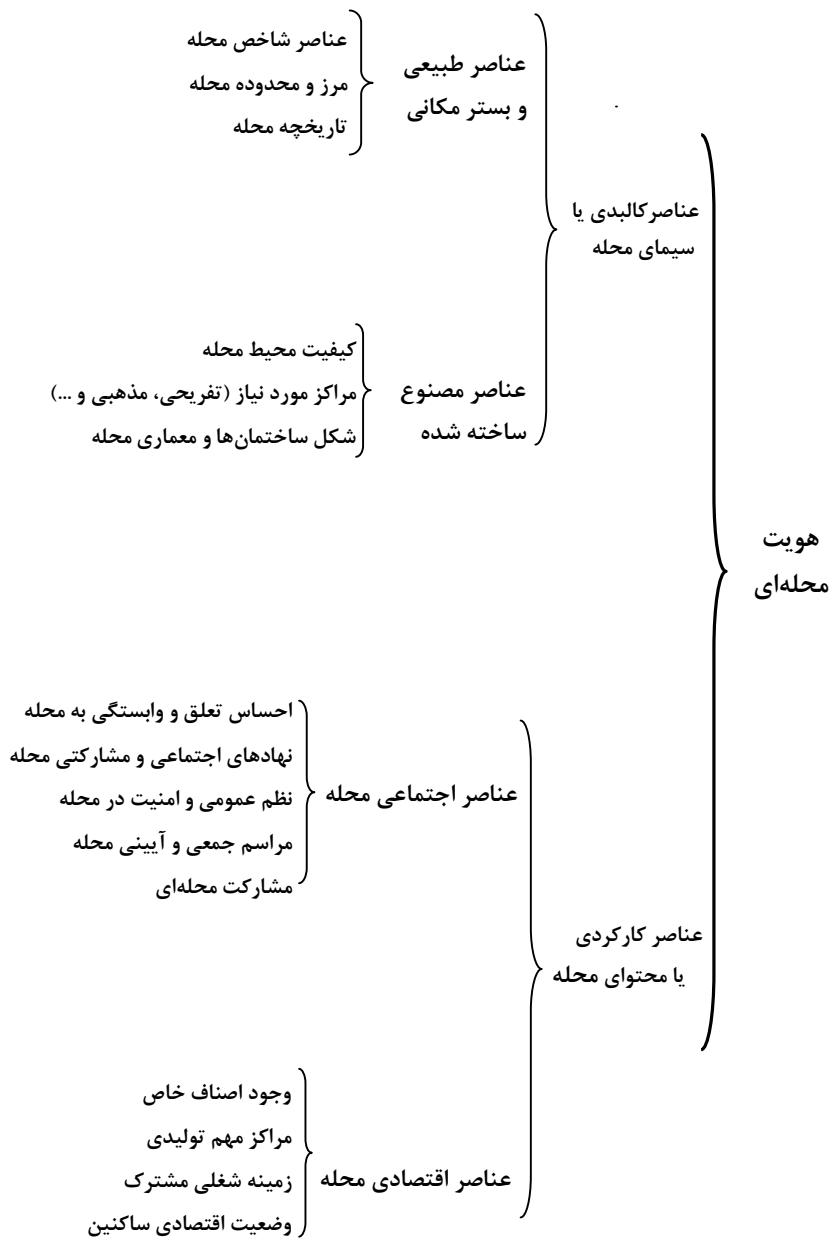 هویت
محله‌ای
عناصر کالبدی یا
سیمای محله
عناصر طبیعی
و بستر مکانی
عناصر شاخص محله
مرز و محدوده محله
تاریخچه محله
عناصر مصنوع
ساخته شده
کیفیت محیط محله
مراکز مورد نیاز (تفریحی، مذهبی و ...)
شکل ساختمان‌ها و معماری محله
عناصر کارکردی
یا محتوای محله
عناصر اجتماعی محله
احساس تعلق و وابستگی به محله
نهادهای اجتماعی و مشارکتی محله
نظم عمومی و امنیت در محله
مراسم جمعی و آیینی محله
مشارکت محله‌ای
عناصر اقتصادی محله
وجود اصناف خاص
مراکز مهم تولیدی
زمینه شغلی مشترک
وضعیت اقتصادی ساکنین